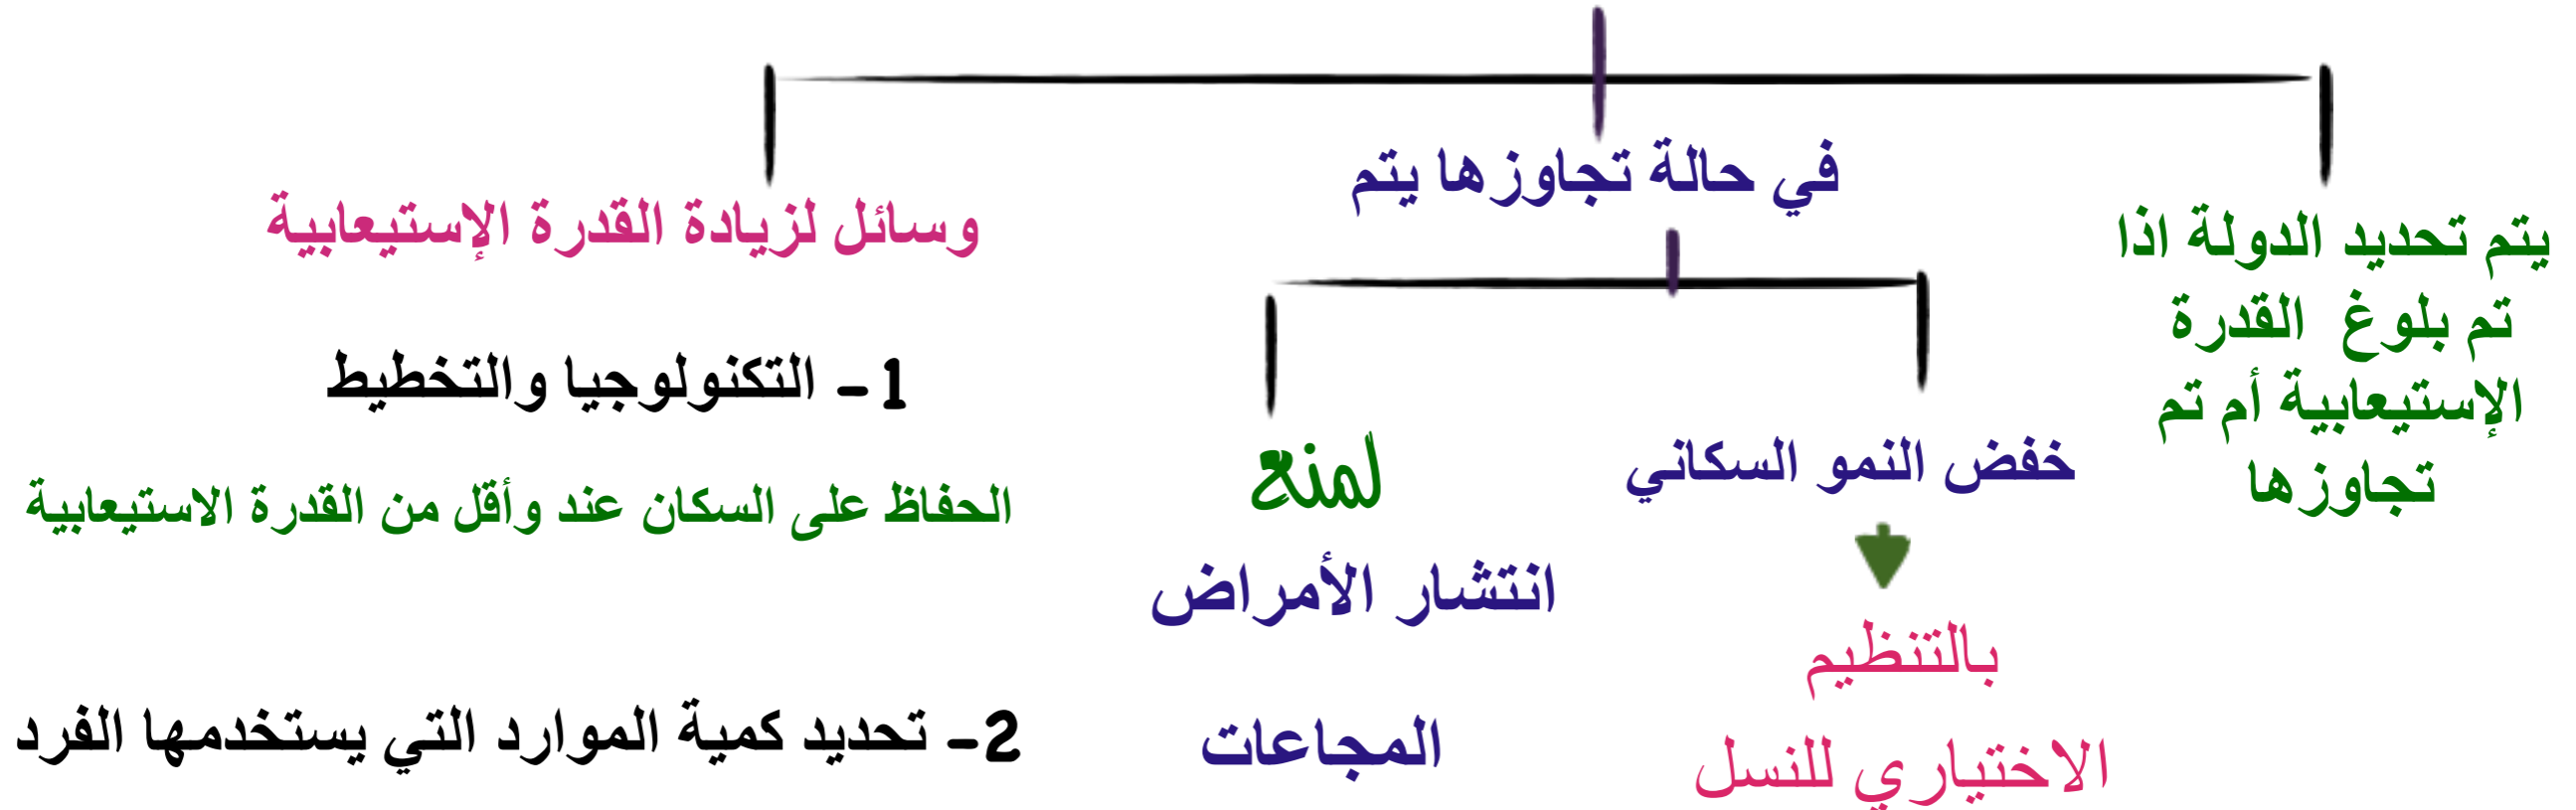 يتم تحديد الدولة اذا
تم بلوغ القدرة
الإستيعابية أم تم
تجاوزها
في حالة تجاوزها يتم
خفض النمو السكاني
بالتنظيم
الاختياري للنسل
لمنع
انتشار الأمراض
المجاعات
وسائل لزيادة القدرة الإستيعابية
1- التكنولوجيا والتخطيط
الحفاظ على السكان عند وأقل من القدرة الاستيعابية
2- تحديد كمية الموارد التي يستخدمها الفرد